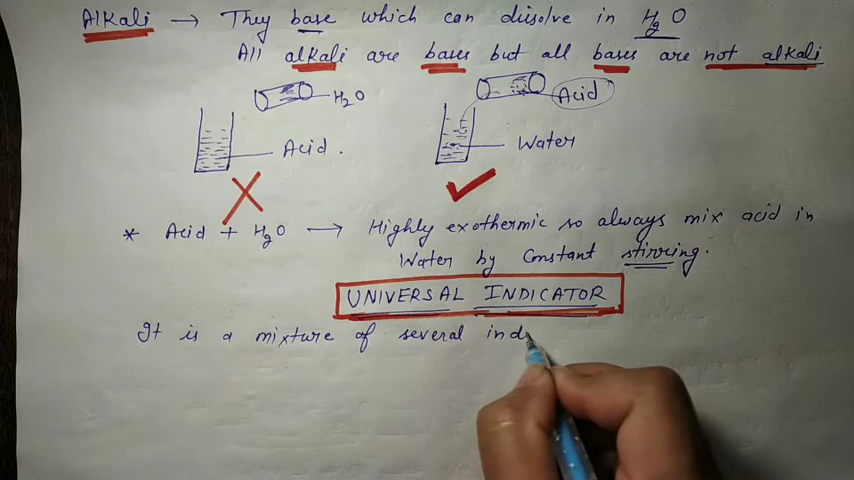 Alkali → They base which can dissolve in H₂O
All alkali are bases but all bases are not alkali
H₂O
Acid
Acid.
Water
* Acid + H₂O → Highly exothermic so always mix acid in
Water by Constant stirring.
UNIVERSAL INDICATOR
It is a mixture of several ind